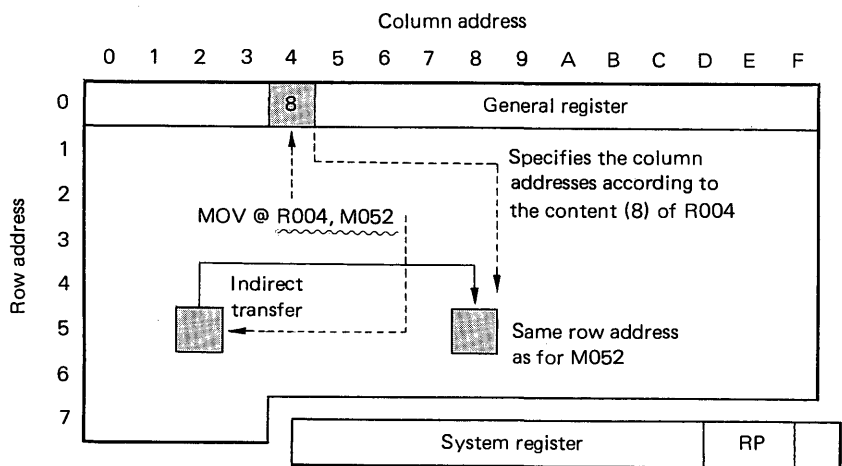 Column address
0 1 2 3 4 5 6 7 8 9 A B C D E F
Row address
0
8
General register
1
2
3
4
5
6
7
Specifies the column
addresses according to
the content (8) of R004
MOV @ R004, M052
Indirect
transfer
Same row address
as for M052
System register
RP